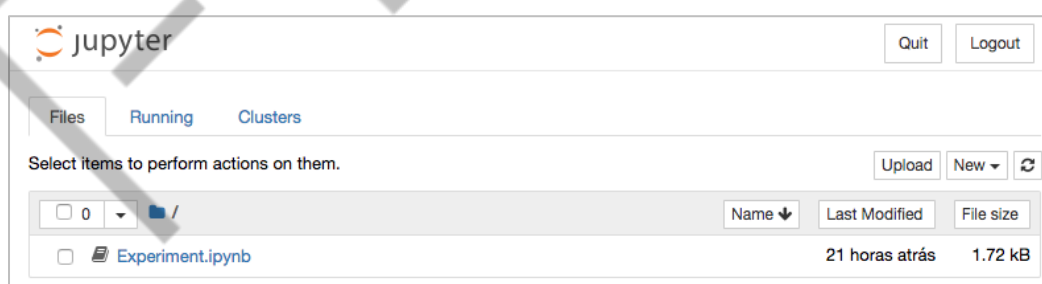 jupyter Quit Logout
Files Running Clusters
Select items to perform actions on them. Upload New
0 / Name Last Modified File size
Experiment.ipynb 21 horas atrás 1.72 kB